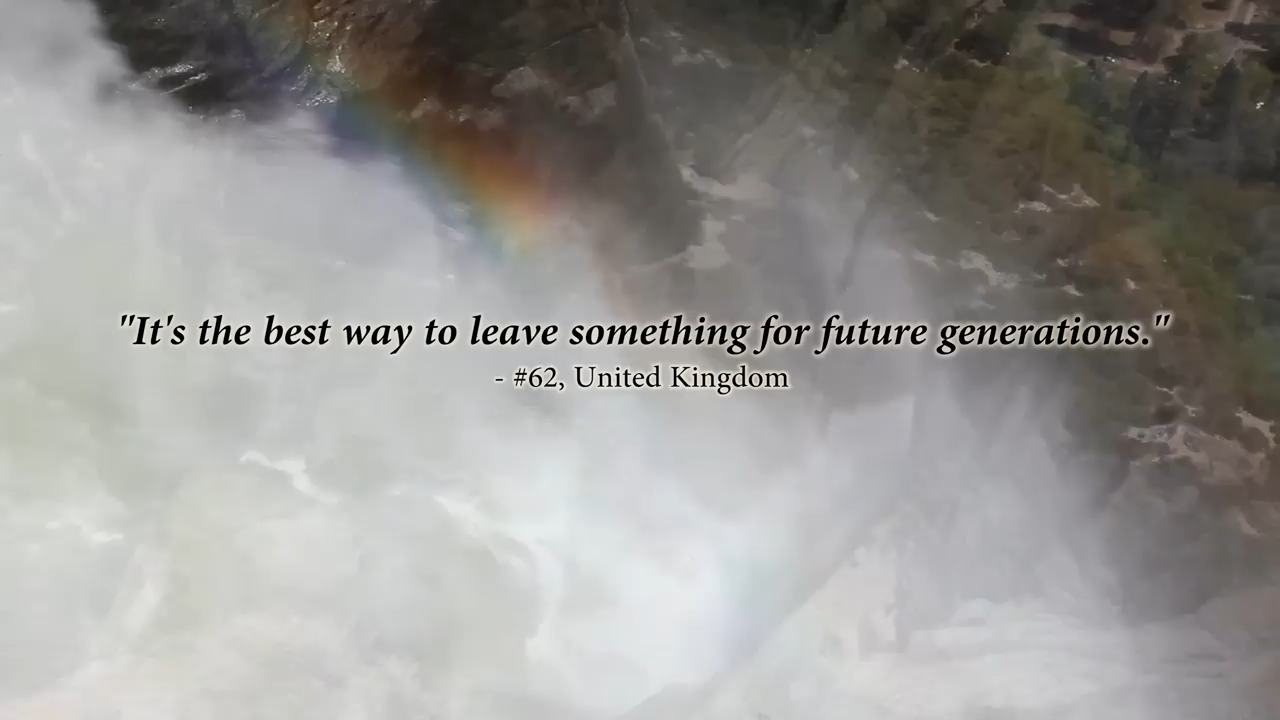 "It's the best way to leave something for future generations."
- #62, United Kingdom